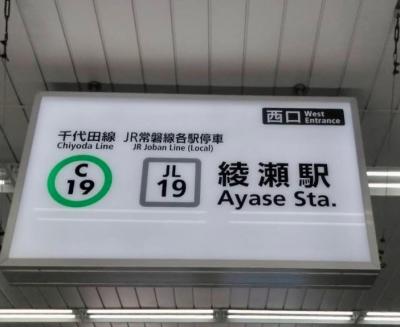 西口 West Entrance
千代田線 JR常磐線各駅停車
Chiyoda Line JR Joban Line (Local)
C 19
JL 19
綾瀬駅
Ayase Sta.